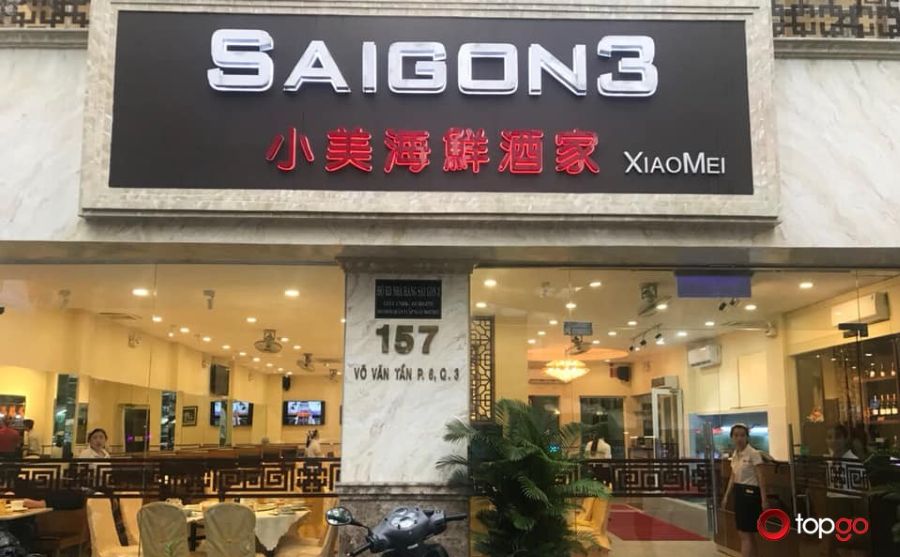 SAIGON3
小美海鮮酒家 XIAOMEI
157
VÕ VĂN TẦN P. 6, Q. 3
topgo